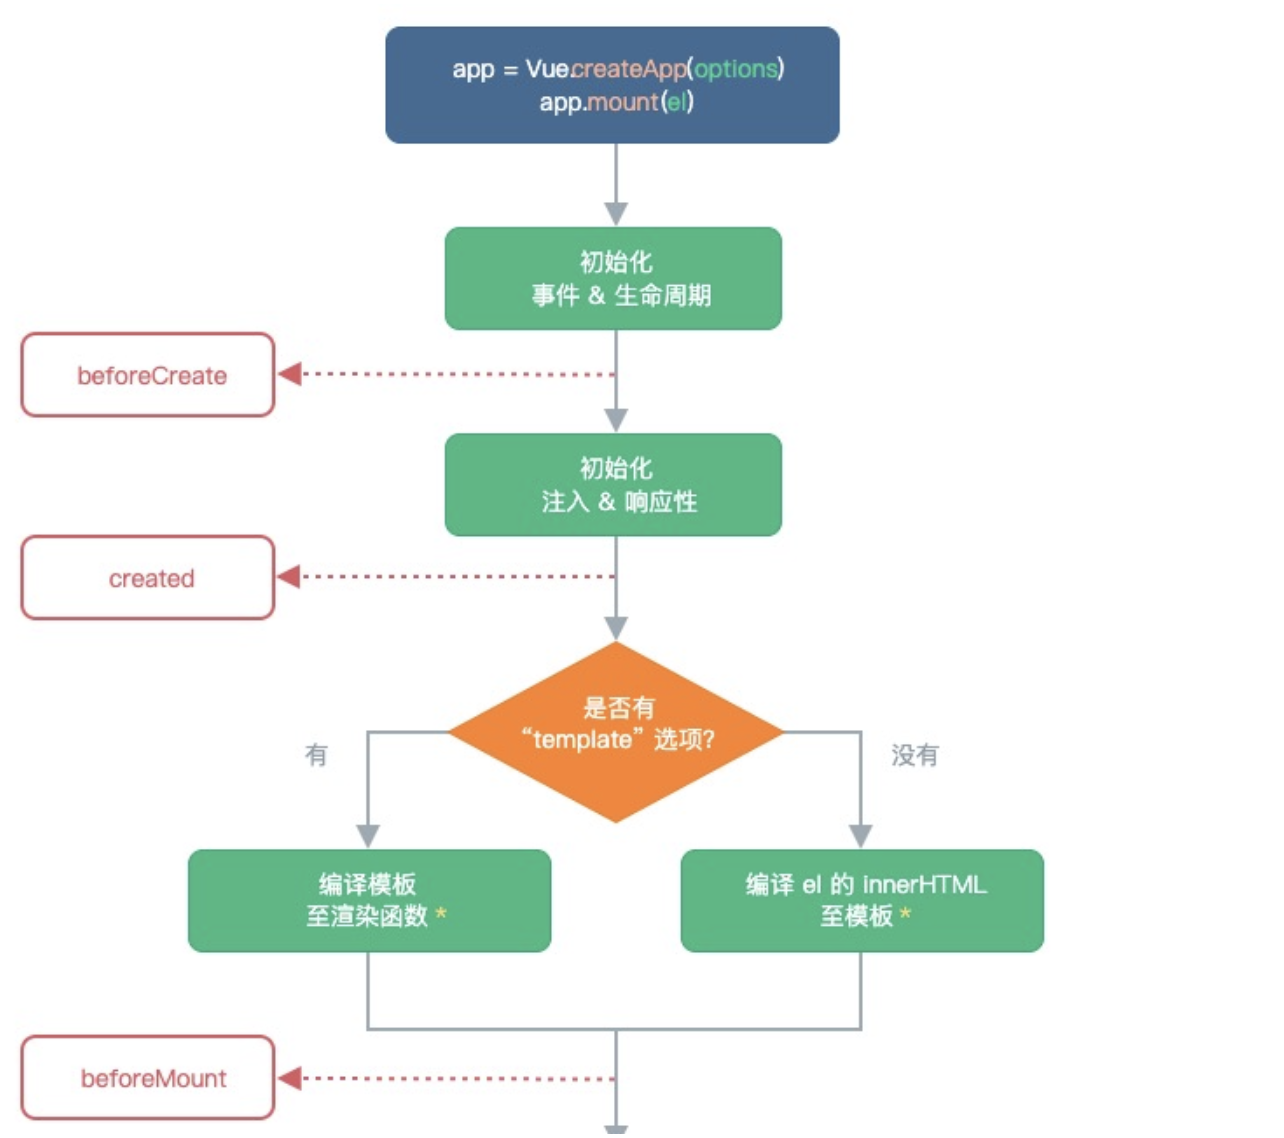 app = Vue.createApp(options)
app.mount(el)
初始化
事件 & 生命周期
beforeCreate
初始化
注入 & 响应性
created
是否有
“template” 选项?
有
没有
编译模板
至渲染函数 *
编译 el 的 innerHTML
至模板 *
beforeMount